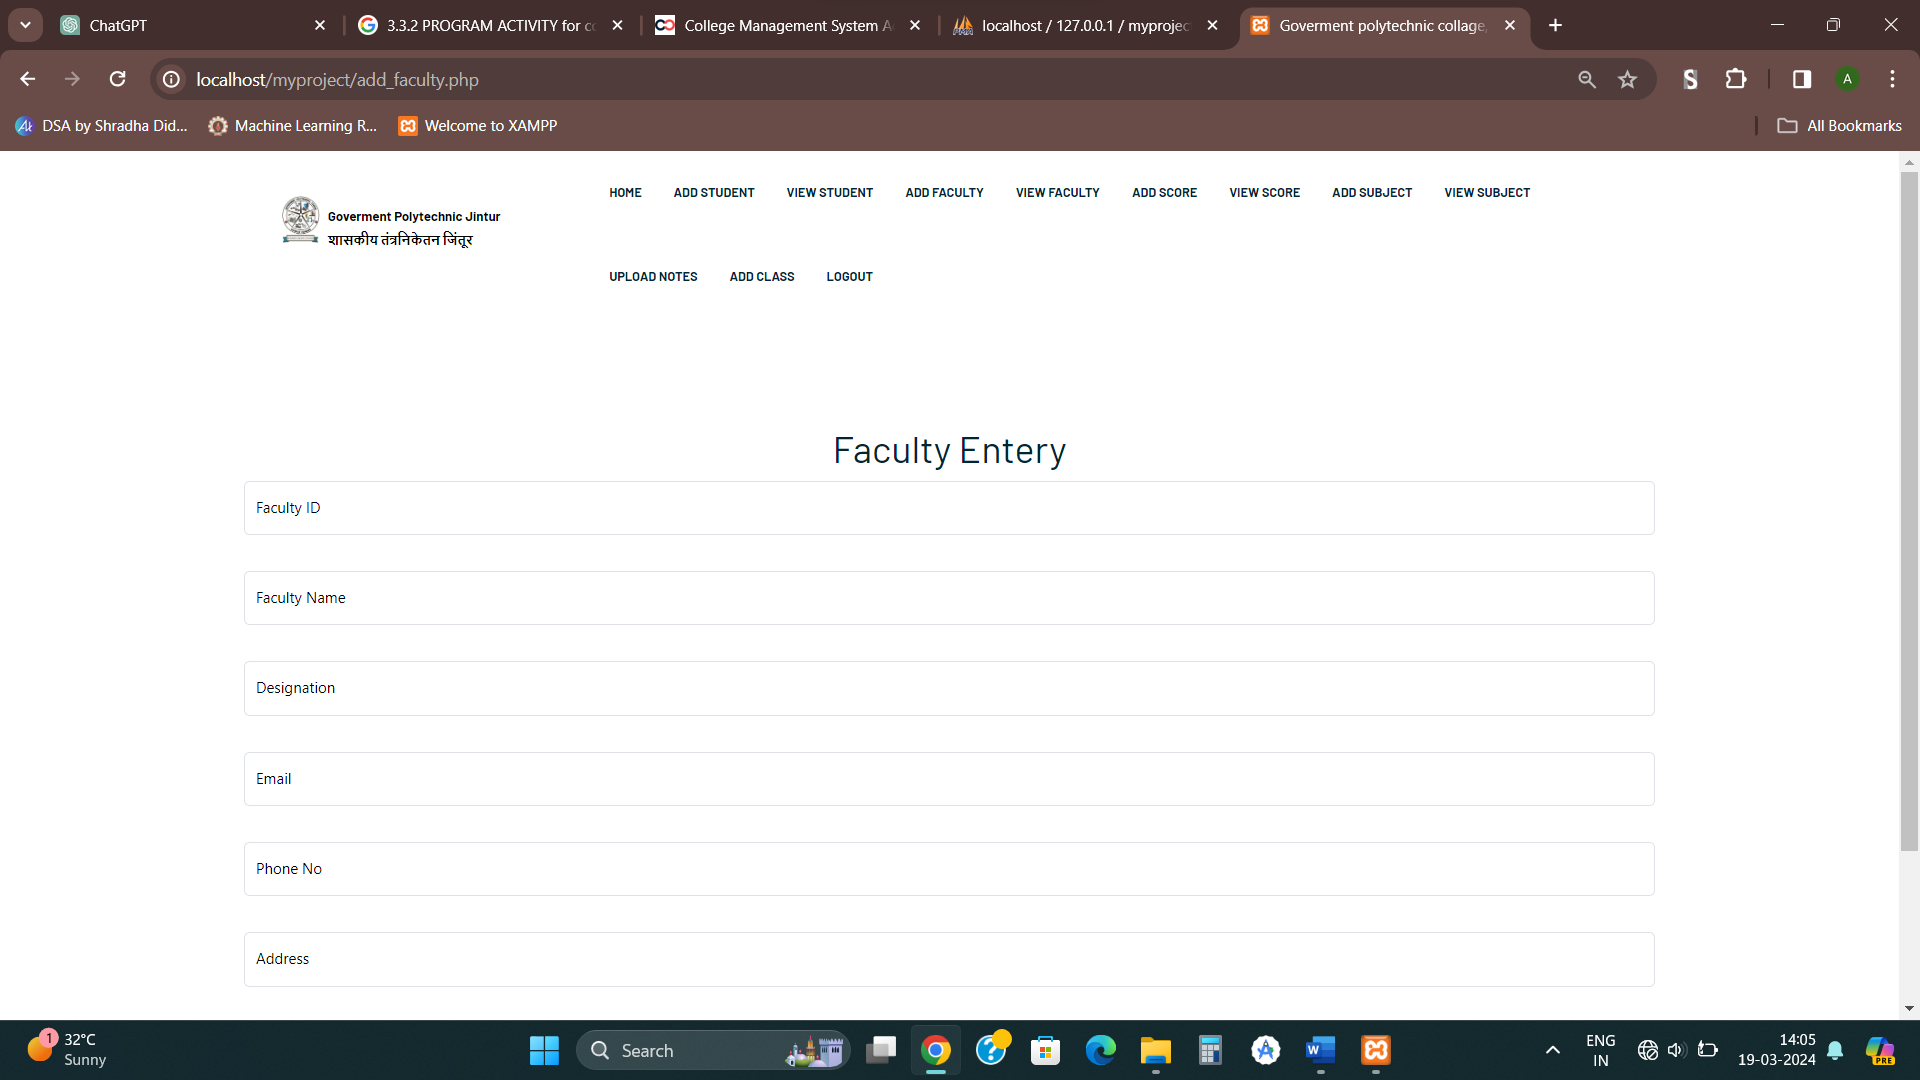 ChatGPT
3.3.2 PROGRAM ACTIVITY for co
College Management System A
localhost / 127.0.0.1 / myprojec
Goverment polytechnic collage,
localhost/myproject/add_faculty.php
A
DSA by Shradha Did...
Machine Learning R...
Welcome to XAMPP
All Bookmarks
HOME
ADD STUDENT
VIEW STUDENT
ADD FACULTY
VIEW FACULTY
ADD SCORE
VIEW SCORE
ADD SUBJECT
VIEW SUBJECT
Goverment Polytechnic Jintur
शासकीय तंत्रनिकेतन जिंतूर
UPLOAD NOTES
ADD CLASS
LOGOUT
Faculty Entery
Faculty ID
Faculty Name
Designation
Email
Phone No
Address
1
32°C
Sunny
Search
W
ENG
IN
14:05
19-03-2024
PRE